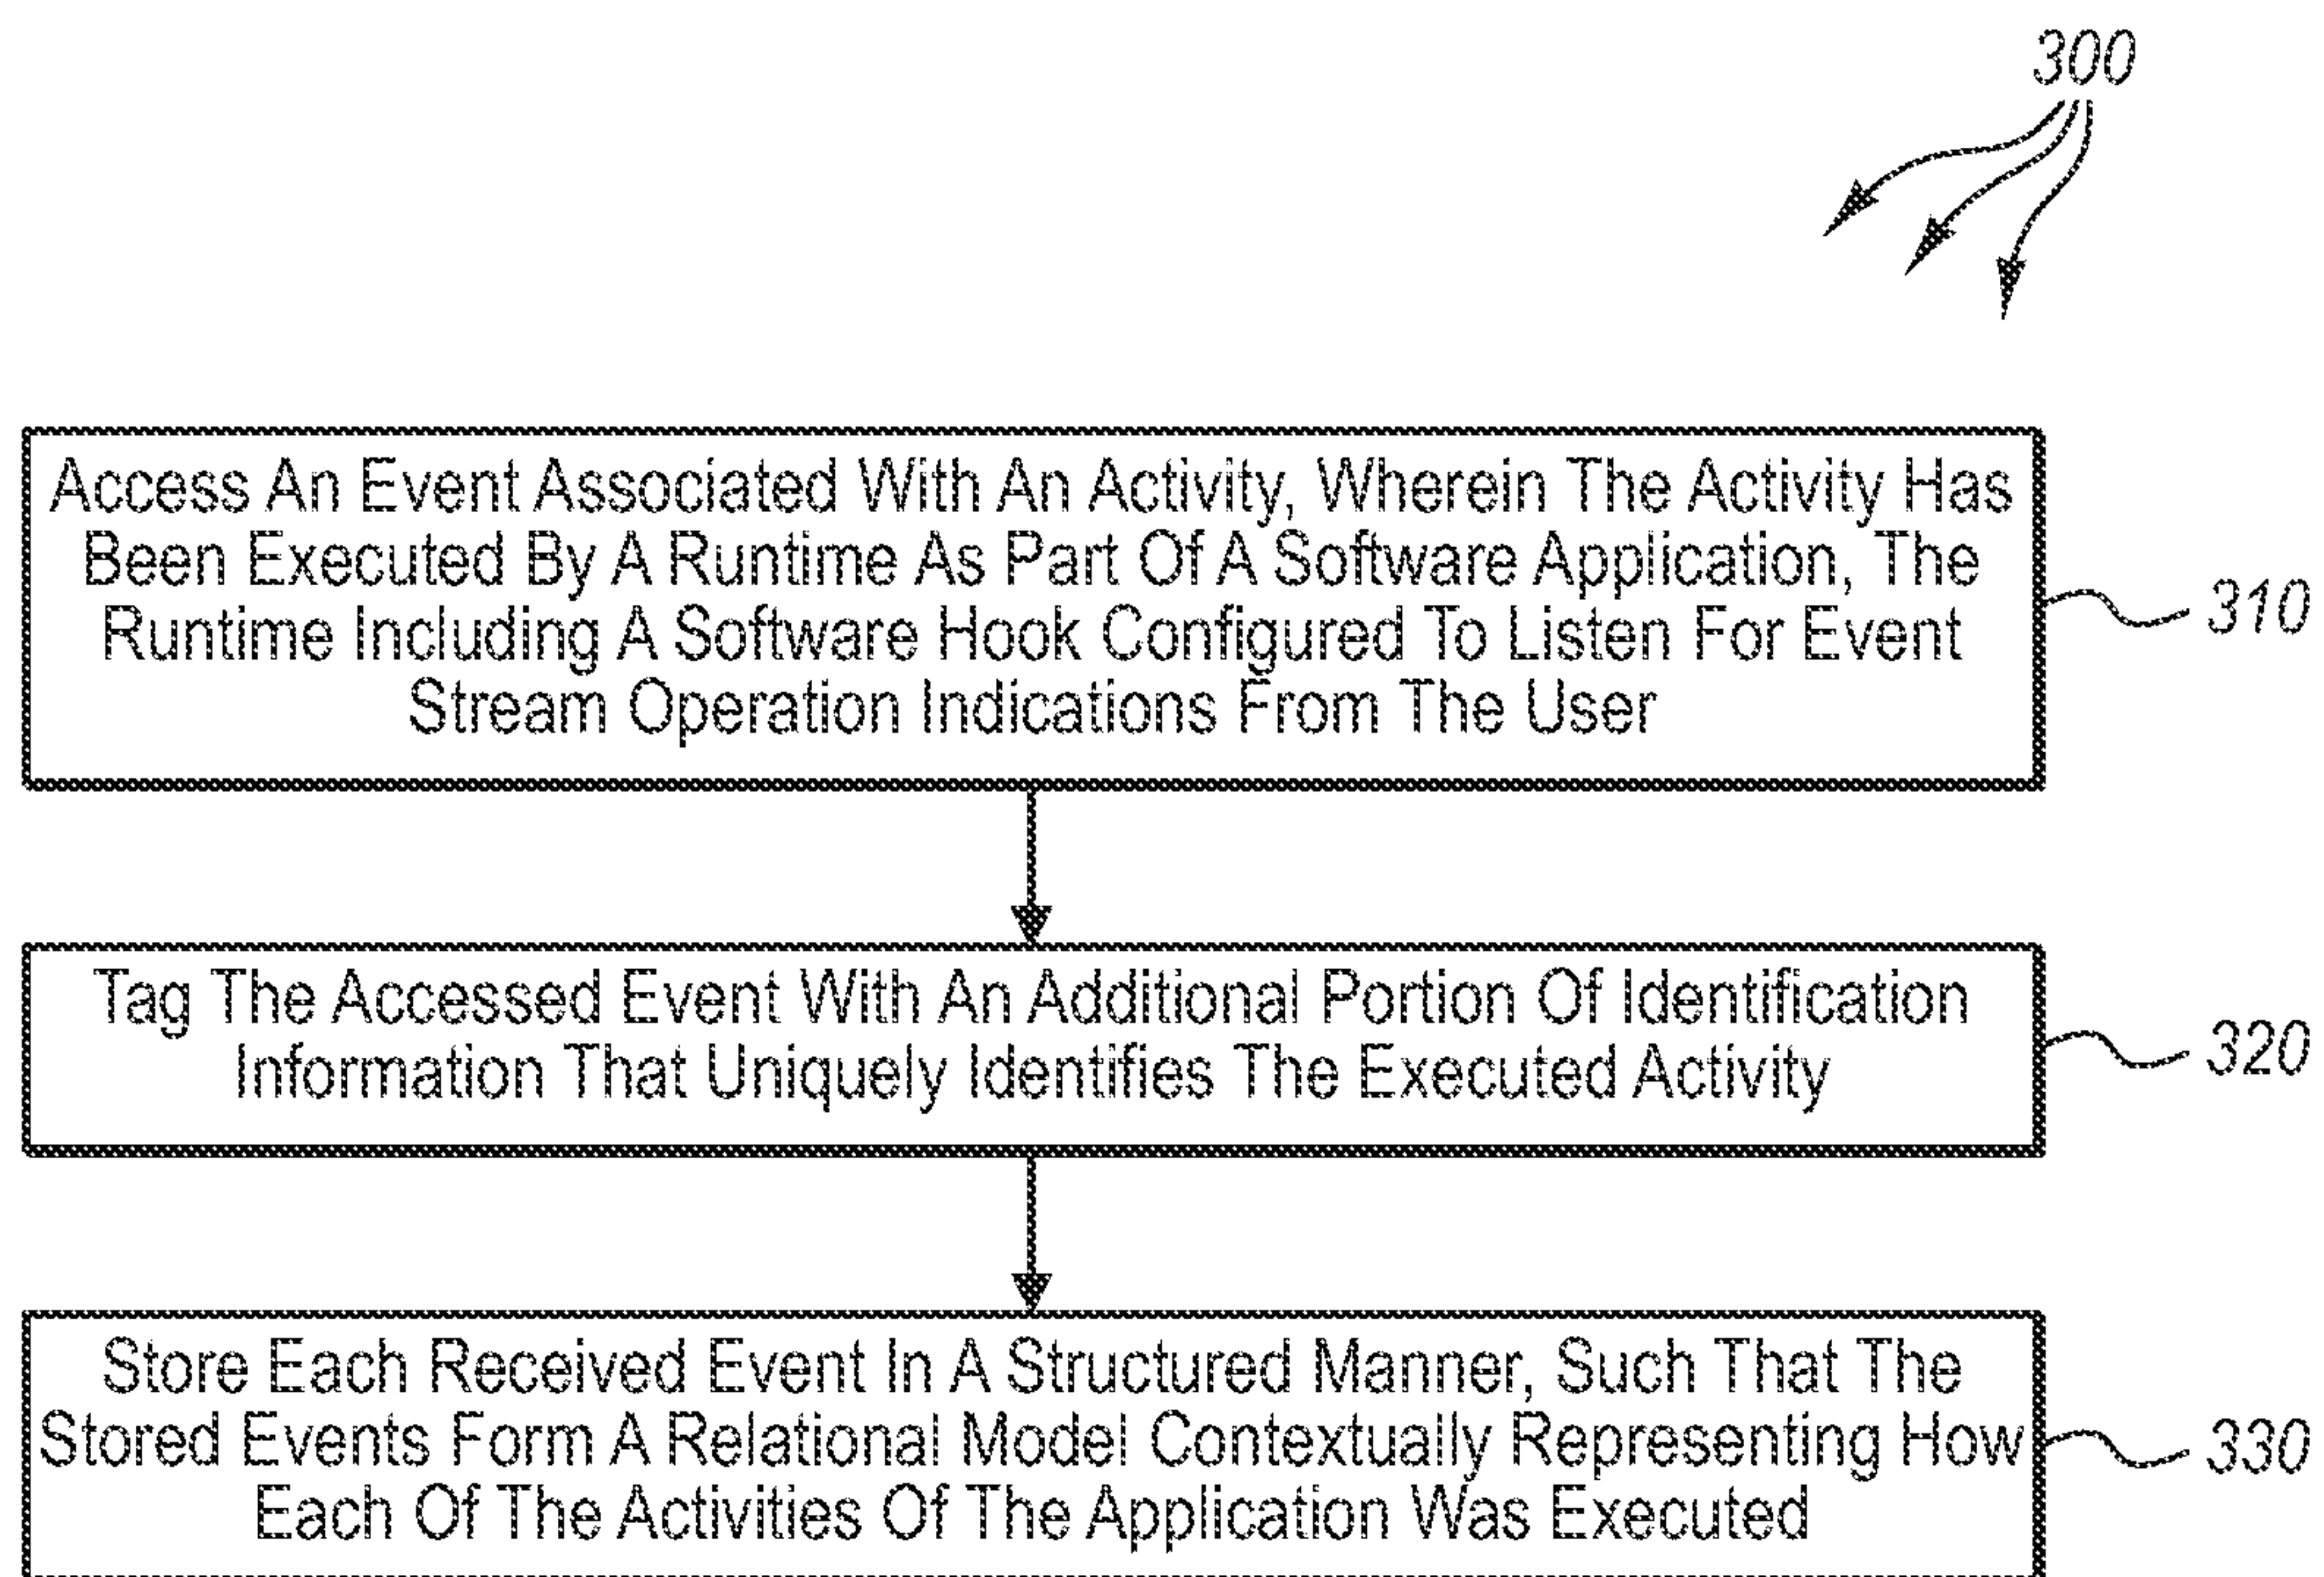 300
Access An Event Associated With An Activity, Wherein The Activity Has
Been Executed By A Runtime As Part Of A Software Application, The
Runtime Including A Software Hook Configured To Listen For Event
Stream Operation Indications From The User
310
Tag The Accessed Event With An Additional Portion Of Identification
Information That Uniquely Identifies The Executed Activity
320
Store Each Received Event In A Structured Manner, Such That The
Stored Events Form A Relational Model Contextually Representing How
Each Of The Activities Of The Application Was Executed
330